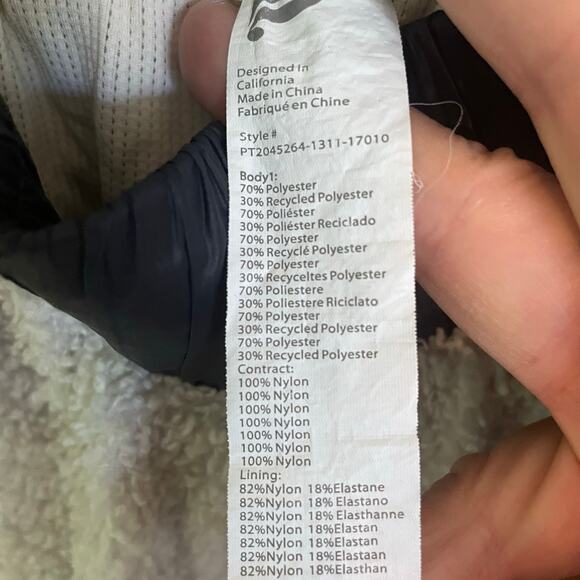 Designed in
California
Made in China
Fabriqué en Chine
Style #
PT2045264-1311-17010
Body1:
70% Polyester
30% Recycled Polyester
70% Poliéster
30% Poliéster Reciclado
70% Polyester
30% Recyclé Polyester
70% Polyester
30% Recyceltes Polyester
70% Poliestere
30% Poliestere Riciclato
70% Polyester
30% Recycled Polyester
70% Polyester
30% Recycled Polyester
Contract:
100% Nylon
100% Nylon
100% Nylon
100% Nylon
100% Nylon
100% Nylon
100% Nylon
Lining:
82%Nylon 18%Elastane
82%Nylon 18%Elastano
82%Nylon 18%Elasthanne
82%Nylon 18%Elastan
82%Nylon 18%Elastan
82%Nylon 18%Elastaan
82%Nylon 18%Elasthan